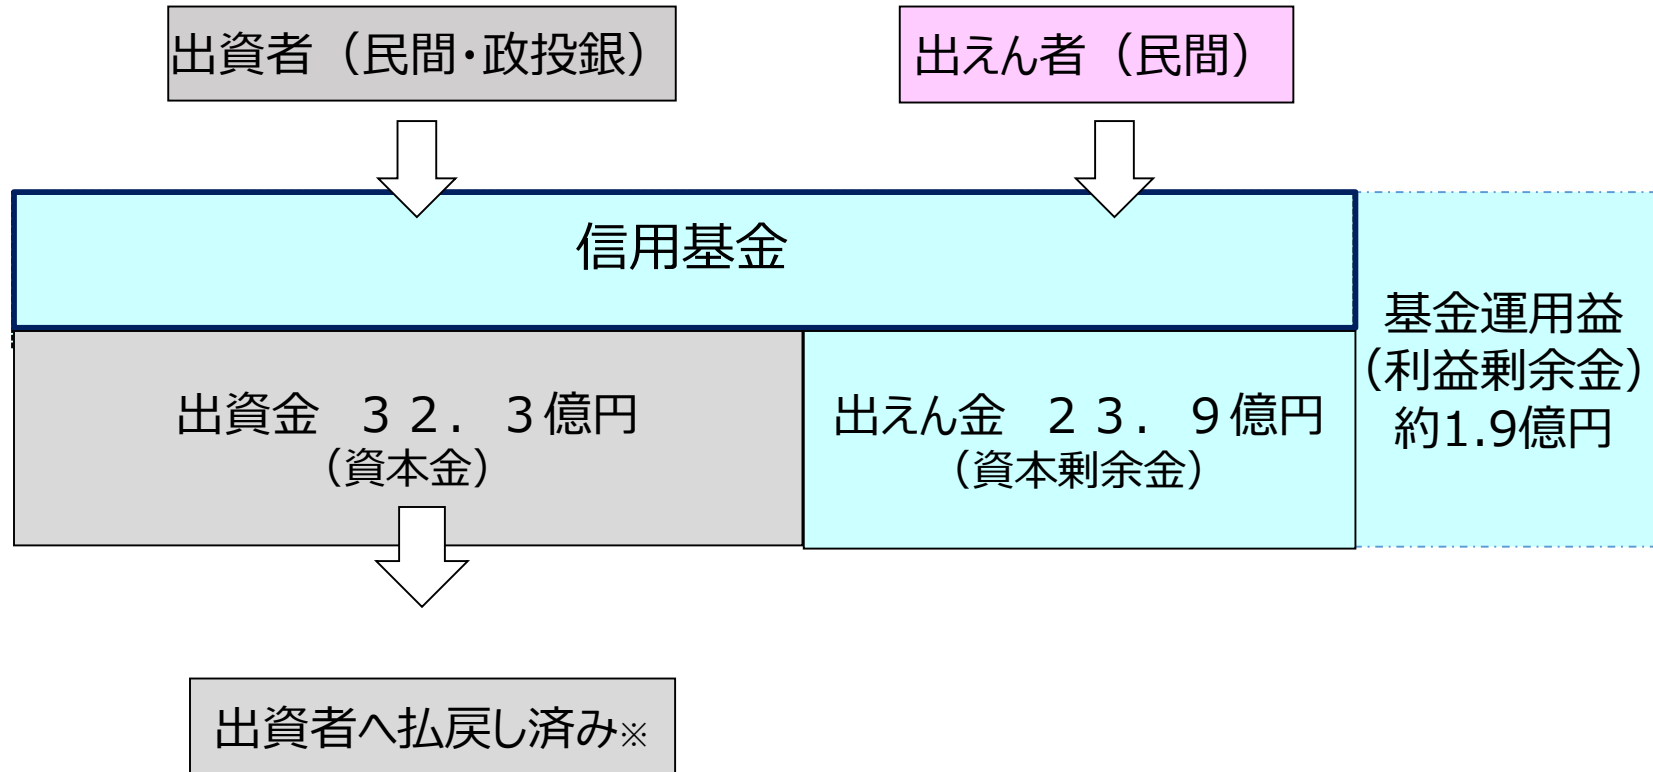 出資者（民間・政投銀）
出えん者（民間）
信用基金
基金運用益
（利益剰余金）
約1.9億円
出資金　３２．３億円
（資本金）
出えん金　２３．９億円
（資本剰余金）
出資者へ払戻し済み※